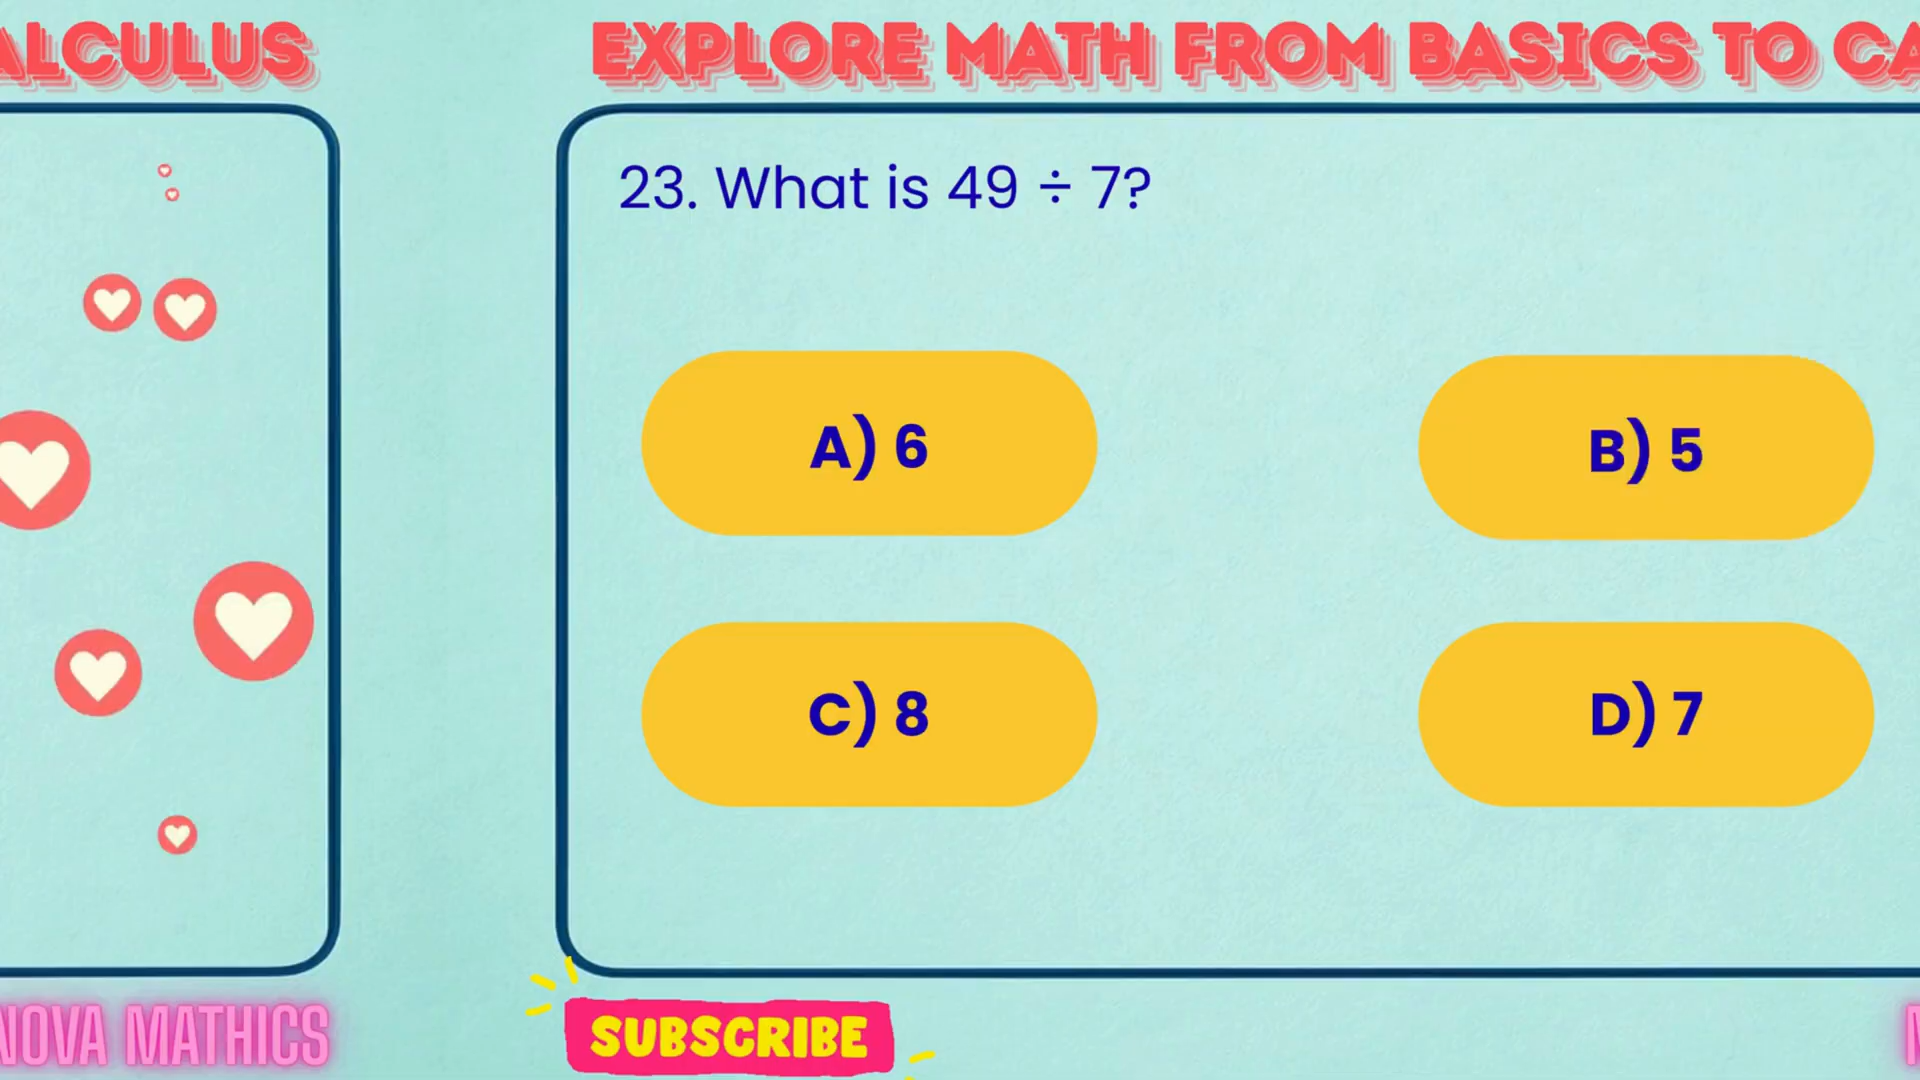 ALCULUS
EXPLORE MATH FROM BASICS TO CA
23. What is 49 ÷ 7?
A) 6
B) 5
C) 8
D) 7
NOVA MATHICS
SUBSCRIBE